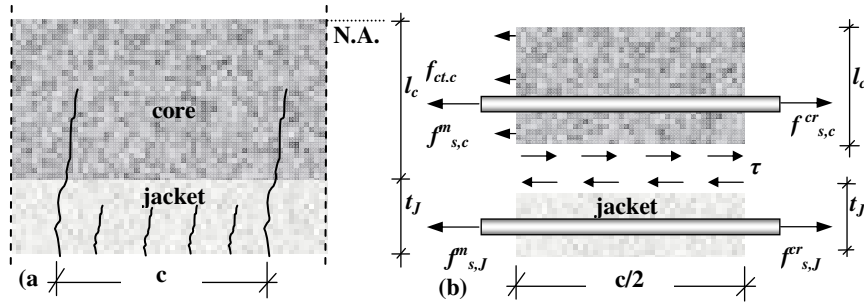 N.A.
core
jacket
(a
c
l_c
t_J
f_ct.c
f^m_s,c
f^cr_s,c
l_c
τ
jacket
f^m_s,J
f^cr_s,J
t_J
(b)
c/2